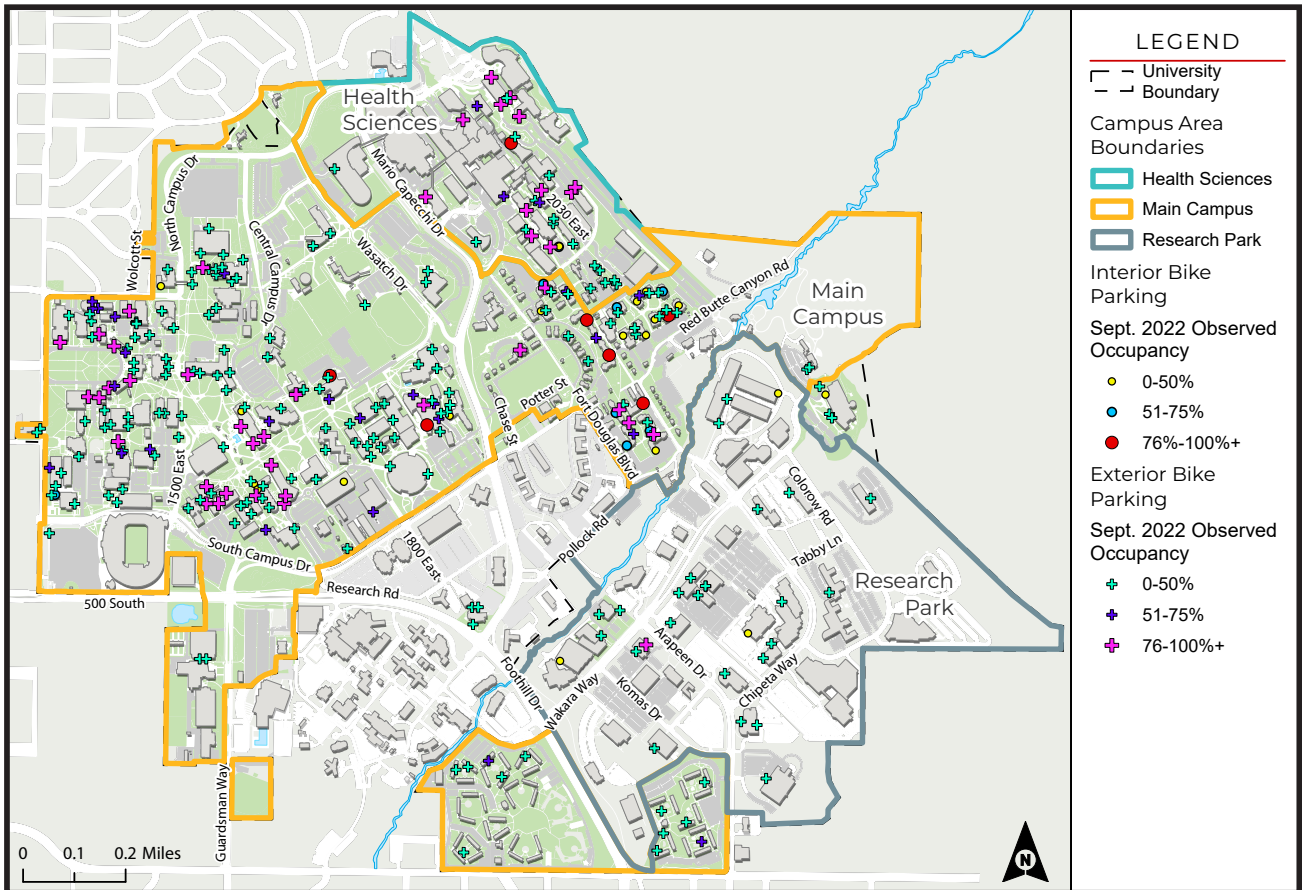 Health
Sciences
Mario Capecchi Dr
2030 East
North Campus Dr
Wolcott St
Central Campus Dr
Wasatch Dr
Red Butte Canyon Rd
Main
Campus
Potter St
Chase St
Fort Douglas Blvd
1500 East
Colorow Rd
Pollock Rd
South Campus Dr
1800 East
Tabby Ln
Research
Park
500 South
Research Rd
Arapeen Dr
Chipeta Way
Foothill Dr
Wakara Way
Komas Dr
Guardsman Way
0 0.1 0.2 Miles
N
LEGEND
University
Boundary
Campus Area
Boundaries
Health Sciences
Main Campus
Research Park
Interior Bike
Parking
Sept. 2022 Observed
Occupancy
0-50%
51-75%
76%-100%+
Exterior Bike
Parking
Sept. 2022 Observed
Occupancy
0-50%
51-75%
76-100%+